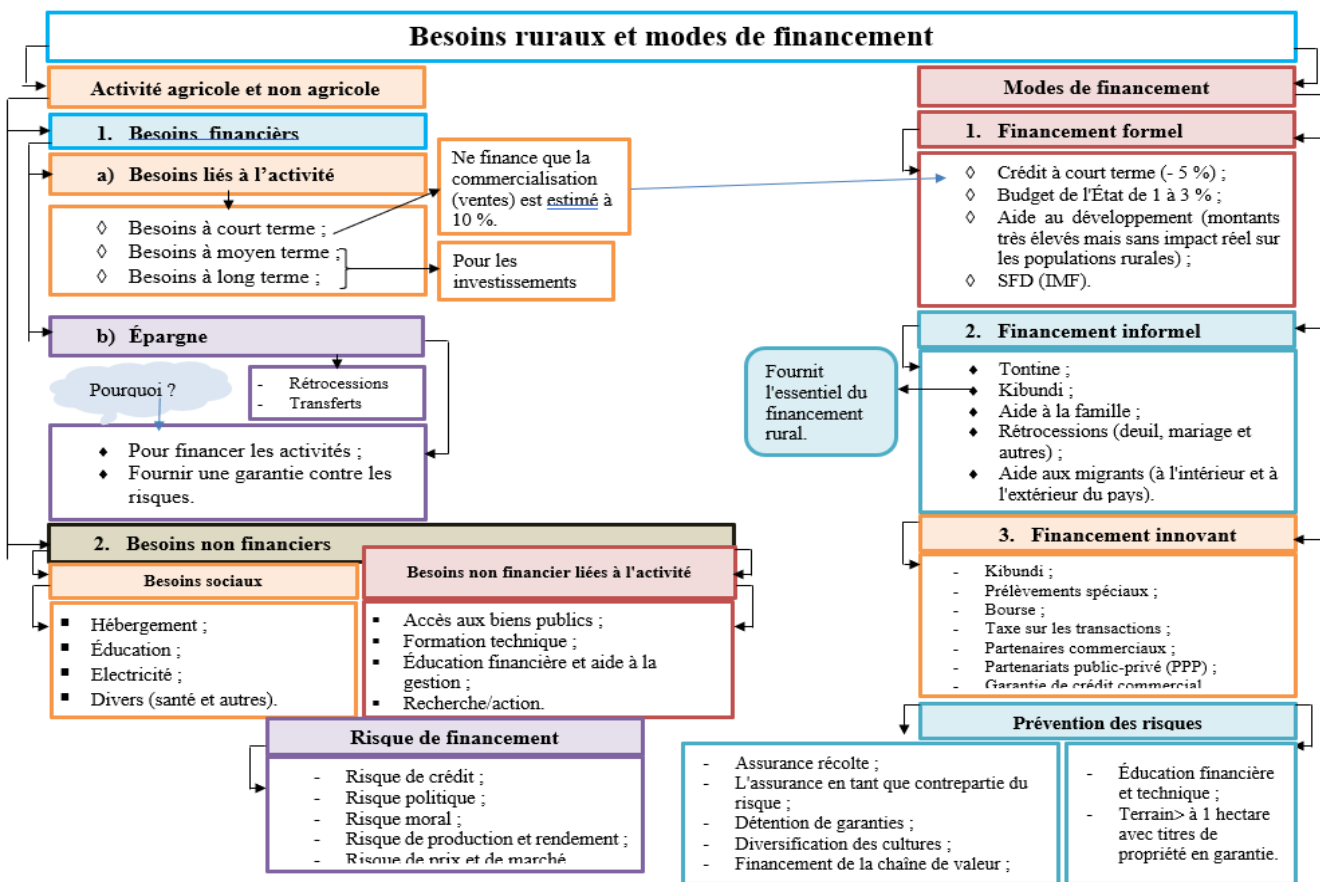 Besoins ruraux et modes de financement
Activité agricole et non agricole
1. Besoins financièrs
a) Besoins liés à l'activité
◊ Besoins à court terme ;
◊ Besoins à moyen terme ;
◊ Besoins à long terme ;
Ne finance que la
commercialisation
(ventes) est estimé à
10 %.
Pour les
investissements
b) Épargne
- Rétrocessions
- Transferts
Pourquoi ?
♦ Pour financer les activités ;
♦ Fournir une garantie contre les
risques.
2. Besoins non financiers
Besoins sociaux
▪ Hébergement ;
▪ Éducation ;
▪ Electricité ;
▪ Divers (santé et autres).
Besoins non financier liées à l'activité
▪ Accès aux biens publics ;
▪ Formation technique ;
▪ Éducation financière et aide à la
gestion ;
▪ Recherche/action.
Risque de financement
- Risque de crédit ;
- Risque politique ;
- Risque moral ;
- Risque de production et rendement ;
- Risque de prix et de marché
Modes de financement
1. Financement formel
◊ Crédit à court terme (- 5 %) ;
◊ Budget de l'État de 1 à 3 % ;
◊ Aide au développement (montants
très élevés mais sans impact réel sur
les populations rurales) ;
◊ SFD (IMF).
2. Financement informel
Fournit
l'essentiel du
financement
rural.
♦ Tontine ;
♦ Kibundi ;
♦ Aide à la famille ;
♦ Rétrocessions (deuil, mariage et
autres) ;
♦ Aide aux migrants (à l'intérieur et à
l'extérieur du pays).
3. Financement innovant
- Kibundi ;
- Prélèvements spéciaux ;
- Bourse ;
- Taxe sur les transactions ;
- Partenaires commerciaux ;
- Partenariats public-privé (PPP) ;
- Garantie de crédit commercial
Prévention des risques
- Assurance récolte ;
- L'assurance en tant que contrepartie du
risque ;
- Détention de garanties ;
- Diversification des cultures ;
- Financement de la chaîne de valeur ;
- Éducation financière
et technique ;
- Terrain> à 1 hectare
avec titres de
propriété en garantie.